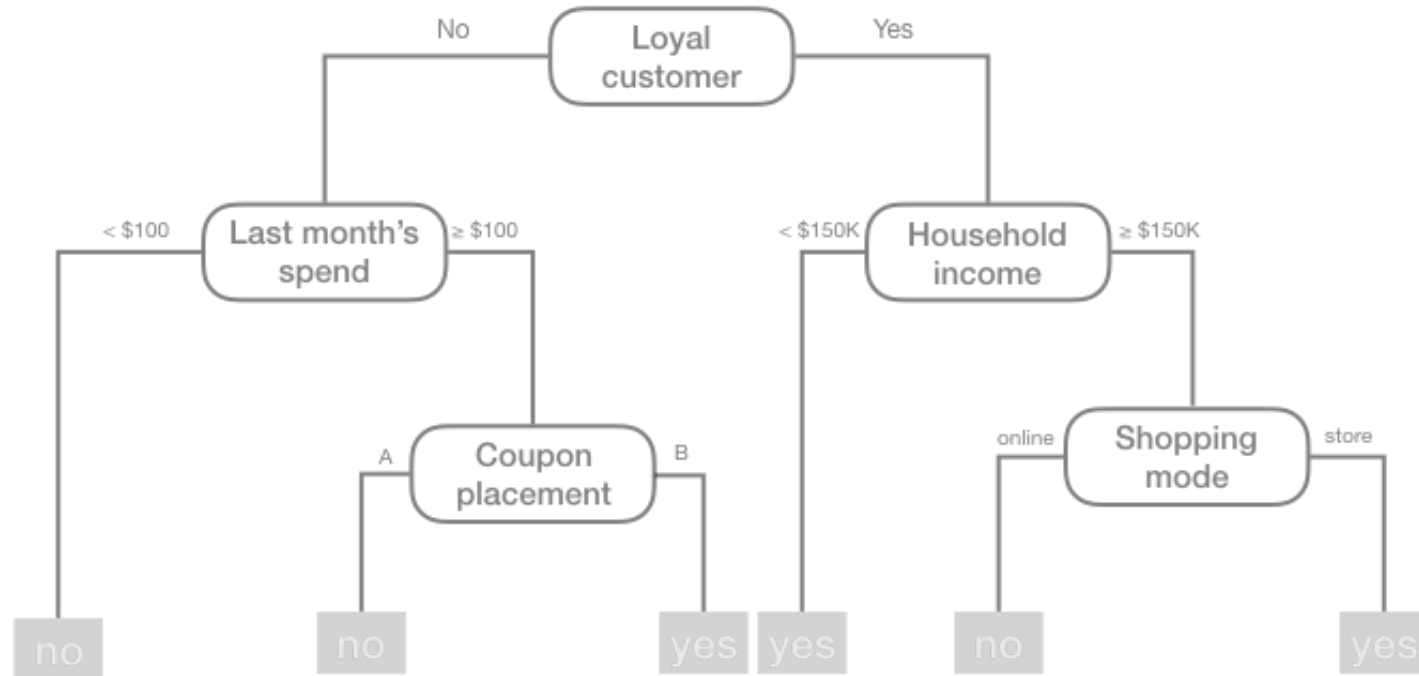 No
Loyal
customer
Yes
< $100
Last month's
spend
≥ $100
< $150K
Household
income
≥ $150K
A
Coupon
placement
B
online
Shopping
mode
store
no
no
yes
yes
no
yes